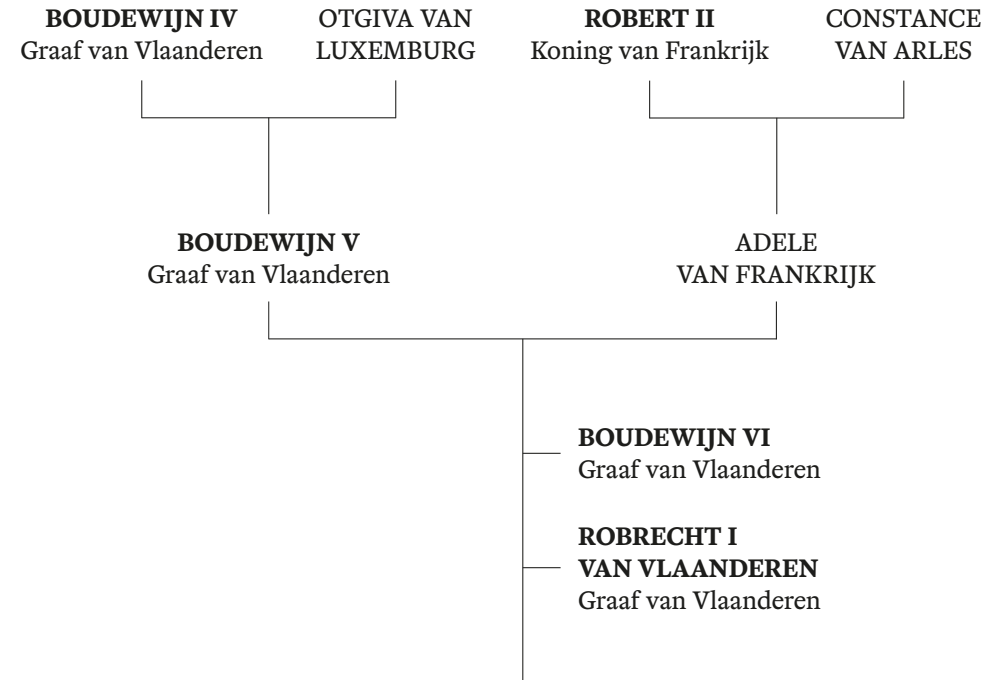 BOUDEWIJN IV
Graaf van Vlaanderen
OTGIVA VAN
LUXEMBURG
ROBERT II
Koning van Frankrijk
CONSTANCE
VAN ARLES
BOUDEWIJN V
Graaf van Vlaanderen
ADELE
VAN FRANKRIJK
BOUDEWIJN VI
Graaf van Vlaanderen
ROBRECHT I
VAN VLAANDEREN
Graaf van Vlaanderen